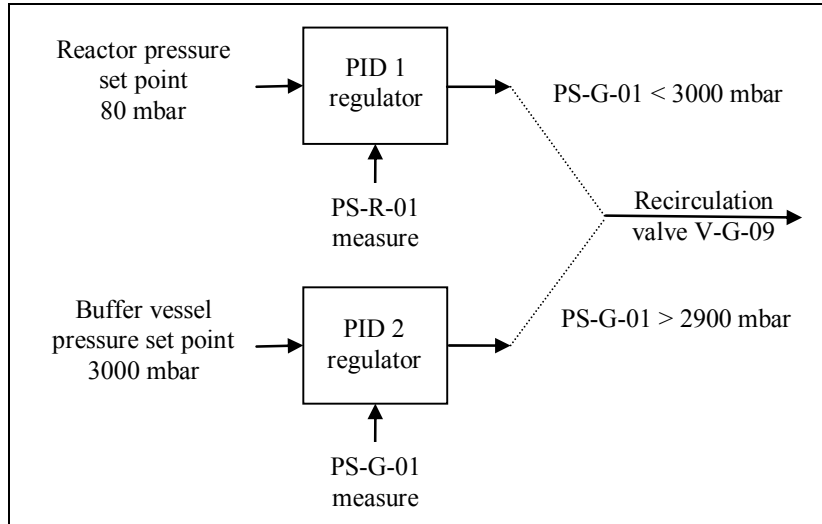 Reactor pressure
set point
80 mbar
PID 1
regulator
PS-G-01 < 3000 mbar
PS-R-01
measure
Recirculation
valve V-G-09
Buffer vessel
pressure set point
3000 mbar
PID 2
regulator
PS-G-01 > 2900 mbar
PS-G-01
measure